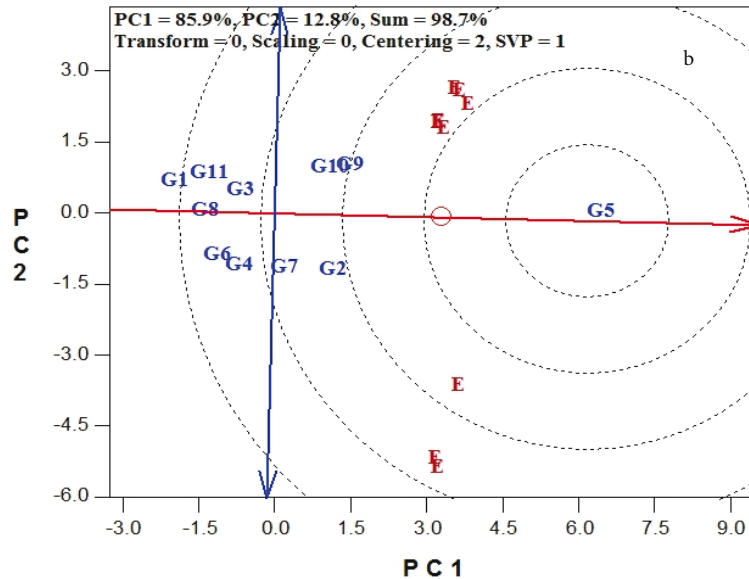 PC1 = 85.9%, PC2 = 12.8%, Sum = 98.7%
Transform = 0, Scaling = 0, Centering = 2, SVP = 1
b
3.0
E
E
E
1.5
E
E
E
G1
G11
G3
G10
G9
0.0
G8
G5
G6
G4
G7
G2
-1.5
-3.0
E
-4.5
E
E
-6.0
P
C
2
-3.0 -1.5 0.0 1.5 3.0 4.5 6.0 7.5 9.0
P C 1